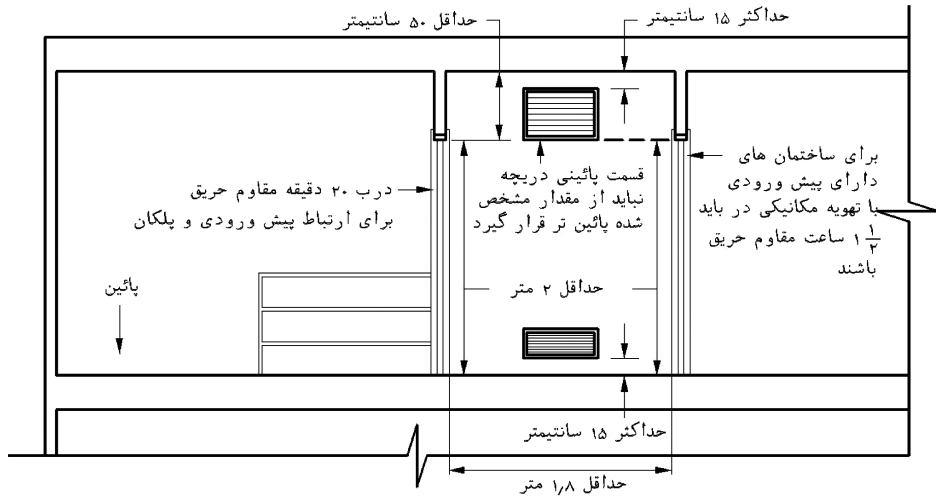 حداقل ۵۰ سانتیمتر
حداکثر ۱۵ سانتیمتر
برای ساختمان های
دارای پیش ورودی
با تهویه مکانیکی در باید
۱ ۱/۲ ساعت مقاوم حریق
باشند
قسمت پائینی دریچه
نباید از مقدار مشخص
شده پائین تر قرار گیرد
درب ۲۰ دقیقه مقاوم حریق
برای ارتباط پیش ورودی و پلکان
پائین
حداقل ۲ متر
حداکثر ۱۵ سانتیمتر
حداقل ۱٫۸ متر